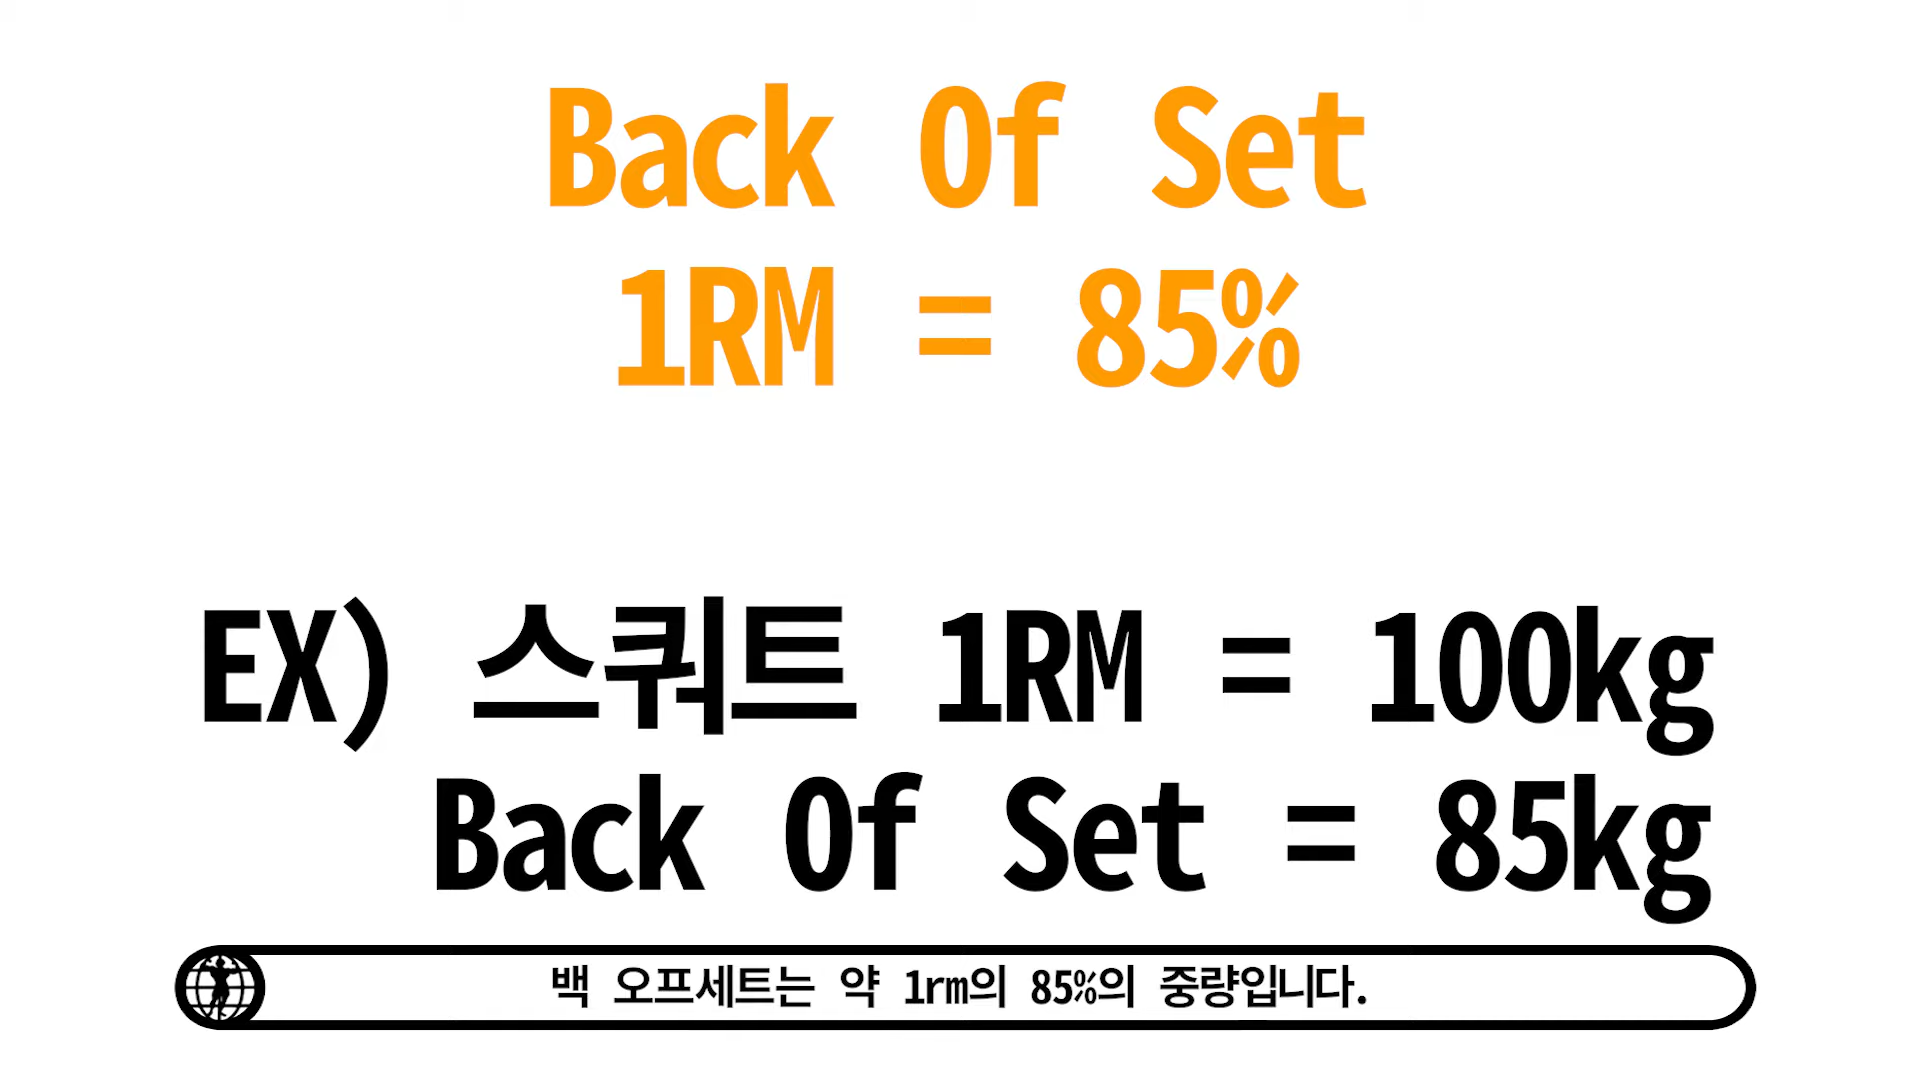 Back Of Set
1RM = 85%
EX) 스쿼트 1RM = 100kg
Back Of Set = 85kg
백 오프세트는 약 1rm의 85%의 중량입니다.